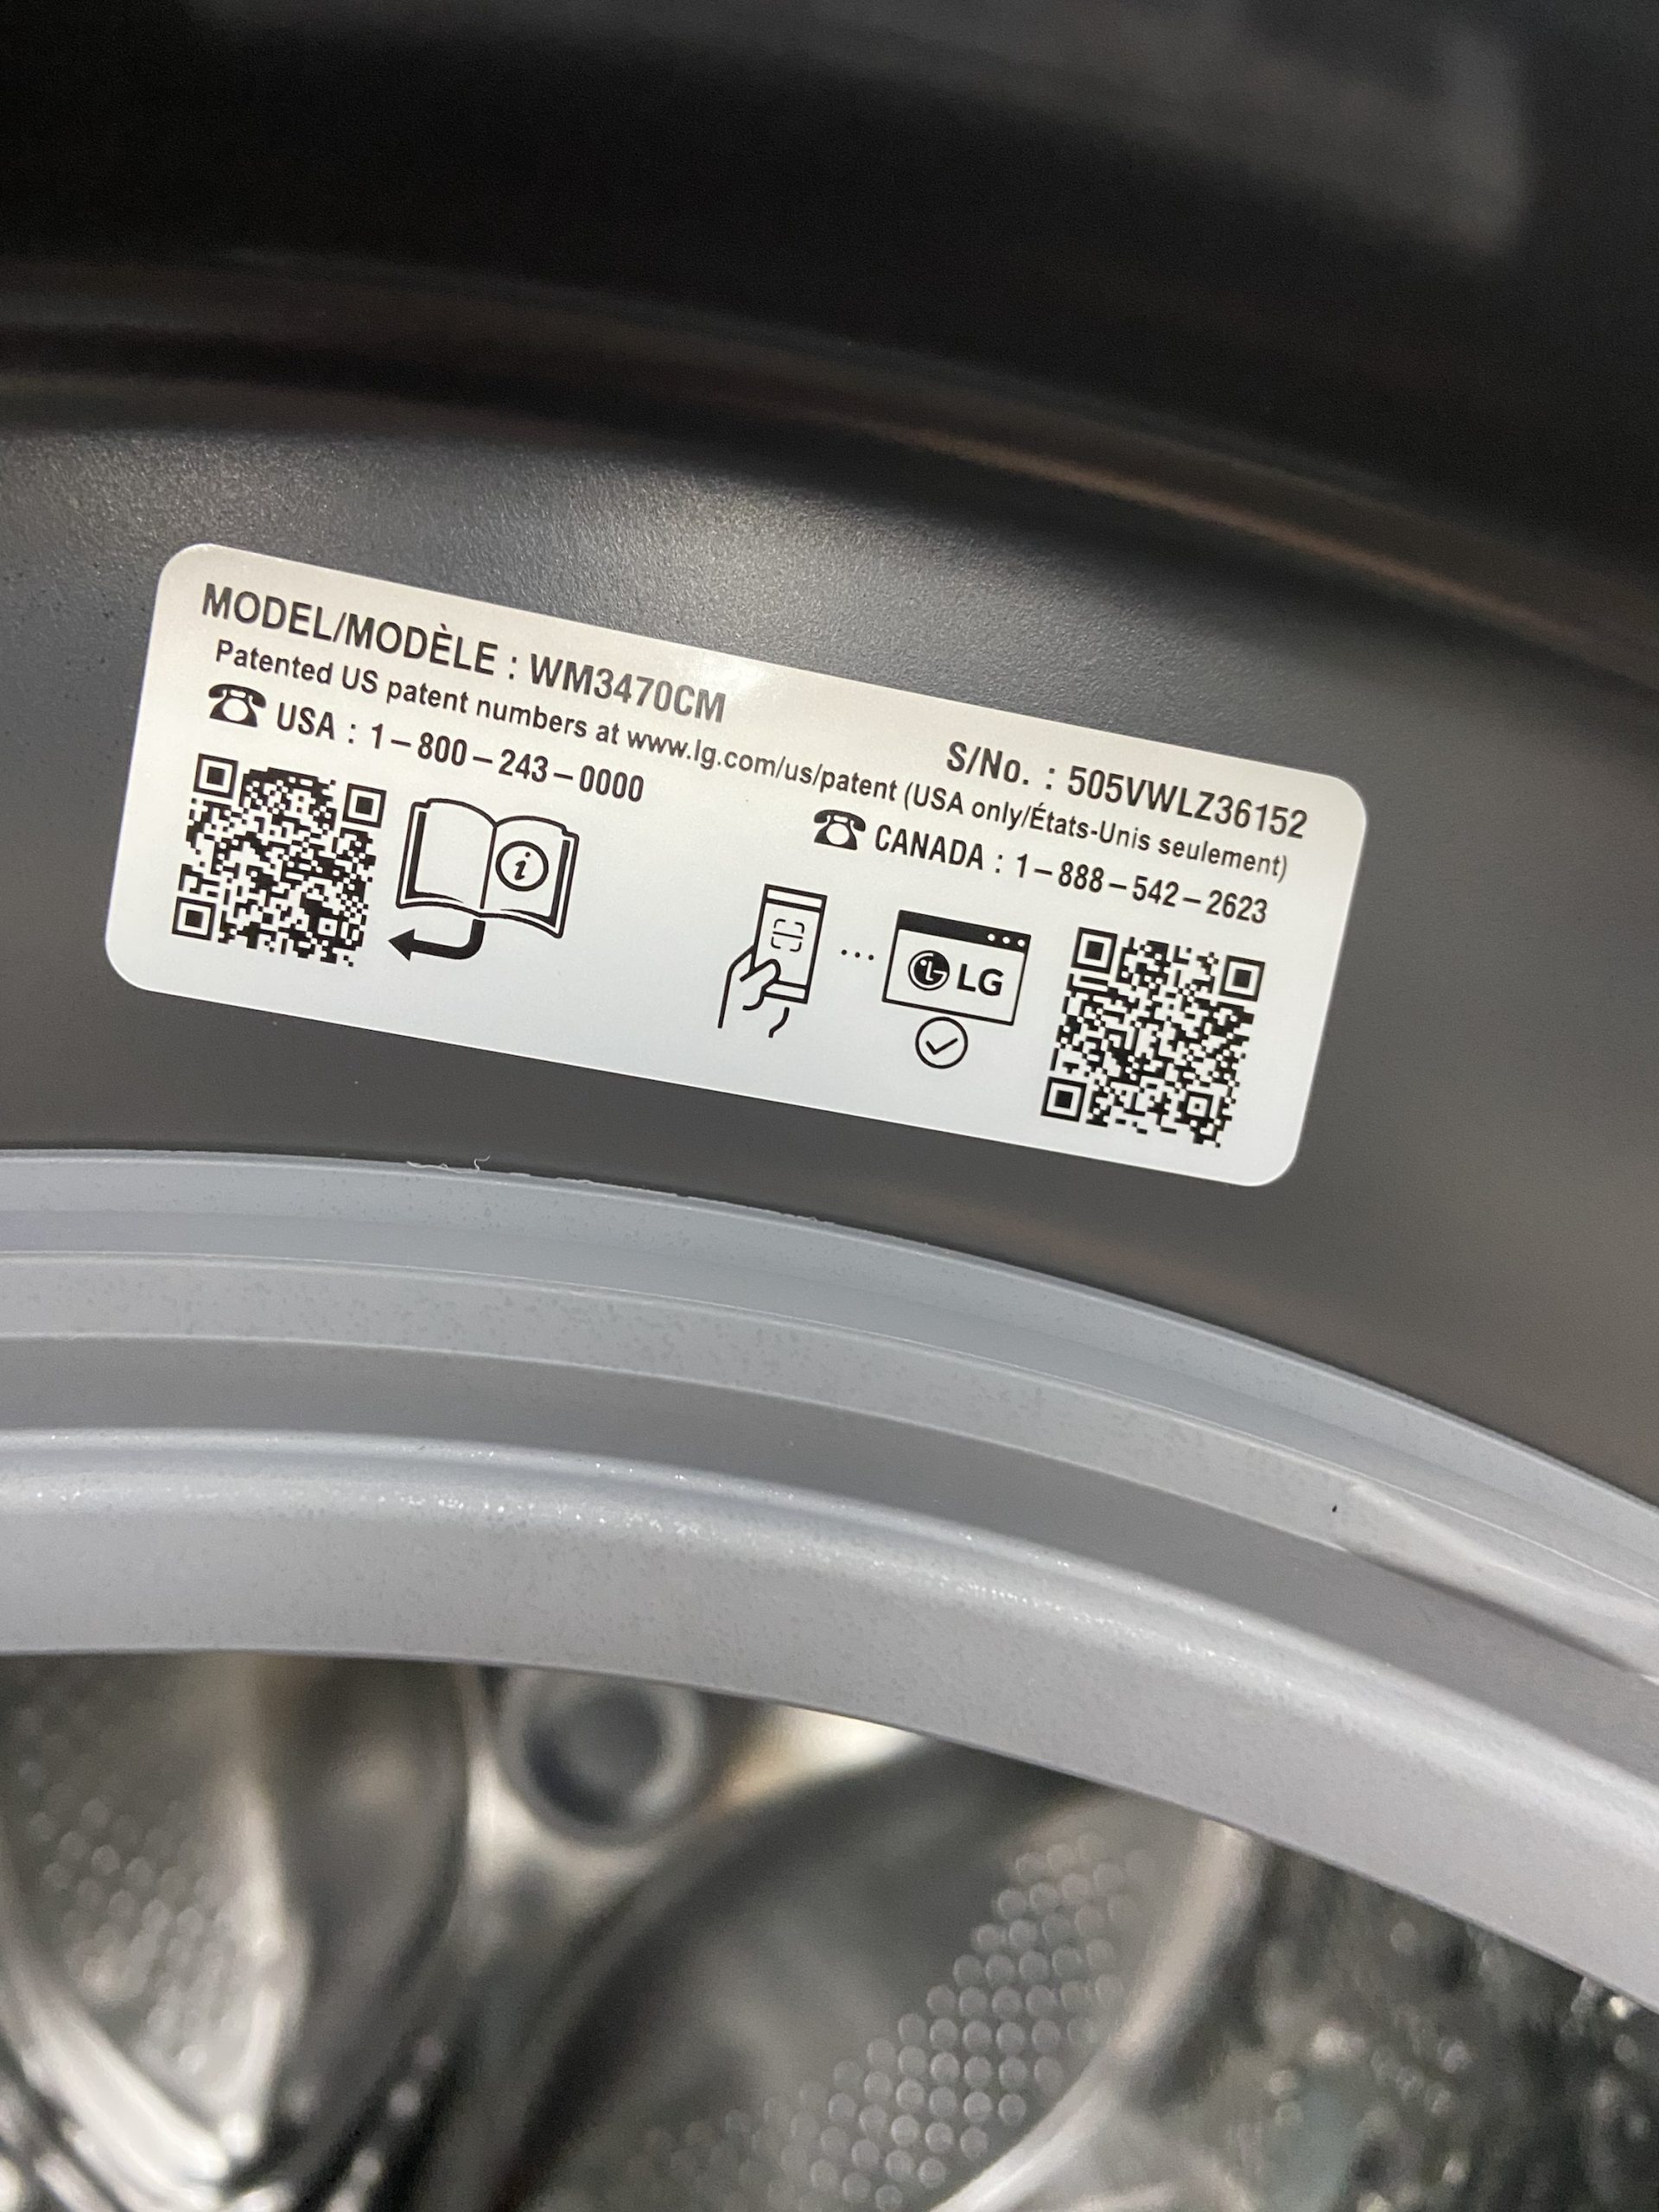 MODEL/MODÈLE : WM3470CM
S/No. : 505VWLZ36152
Patented US patent numbers at www.lg.com/us/patent (USA only/États-Unis seulement)
USA : 1-800-243-0000
CANADA : 1-888-542-2623
i
LG